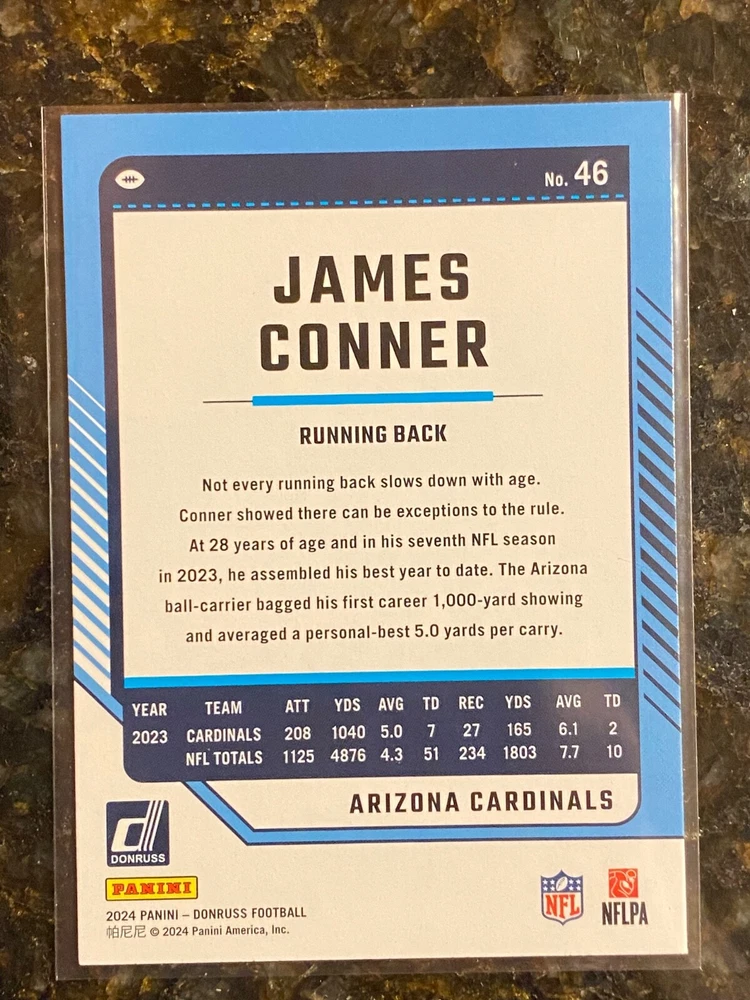 No. 46
JAMES
CONNER
RUNNING BACK
Not every running back slows down with age.
Conner showed there can be exceptions to the rule.
At 28 years of age and in his seventh NFL season
in 2023, he assembled his best year to date. The Arizona
ball-carrier bagged his first career 1,000-yard showing
and averaged a personal-best 5.0 yards per carry.
YEAR TEAM ATT YDS AVG TD REC YDS AVG TD
2023 CARDINALS 208 1040 5.0 7 27 165 6.1 2
NFL TOTALS 1125 4876 4.3 51 234 1803 7.7 10
ARIZONA CARDINALS
d
DONRUSS
PANINI
2024 PANINI – DONRUSS FOOTBALL
帕尼尼 © 2024 Panini America, Inc.
NFL
NFLPA